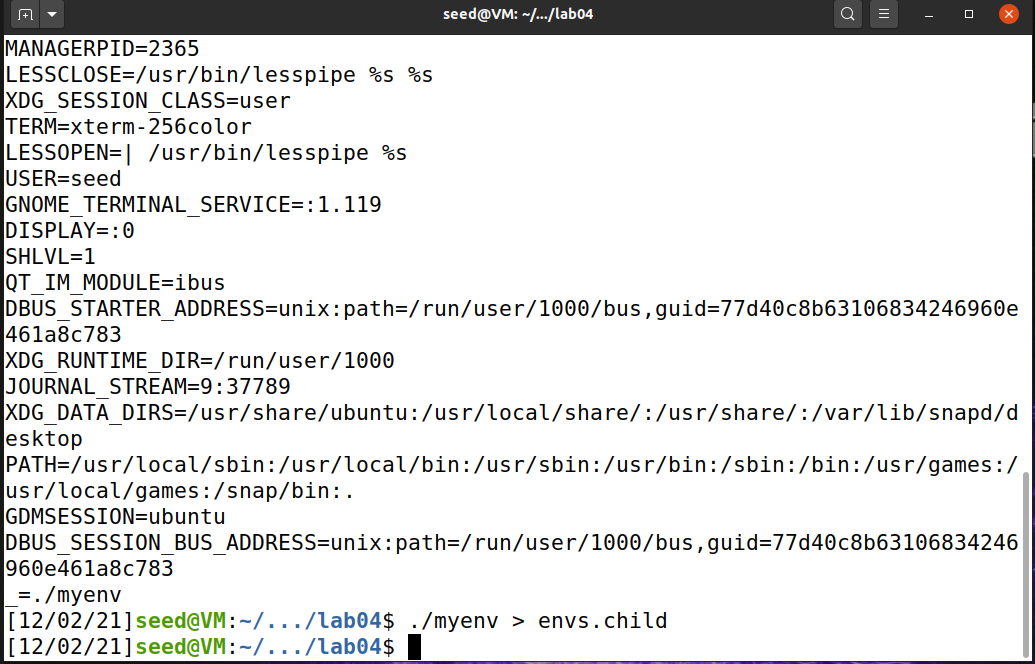 seed@VM: ~/.../lab04
MANAGERPID=2365
LESSCLOSE=/usr/bin/lesspipe %s %s
XDG_SESSION_CLASS=user
TERM=xterm-256color
LESSOPEN=| /usr/bin/lesspipe %s
USER=seed
GNOME_TERMINAL_SERVICE=:1.119
DISPLAY=:0
SHLVL=1
QT_IM_MODULE=ibus
DBUS_STARTER_ADDRESS=unix:path=/run/user/1000/bus,guid=77d40c8b63106834246960e
461a8c783
XDG_RUNTIME_DIR=/run/user/1000
JOURNAL_STREAM=9:37789
XDG_DATA_DIRS=/usr/share/ubuntu:/usr/local/share/:/usr/share/:/var/lib/snapd/d
esktop
PATH=/usr/local/sbin:/usr/local/bin:/usr/sbin:/usr/bin:/sbin:/bin:/usr/games:/
usr/local/games:/snap/bin:.
GDMSESSION=ubuntu
DBUS_SESSION_BUS_ADDRESS=unix:path=/run/user/1000/bus,guid=77d40c8b63106834246
960e461a8c783
_=./myenv
[12/02/21]seed@VM:~/.../lab04$ ./myenv > envs.child
[12/02/21]seed@VM:~/.../lab04$